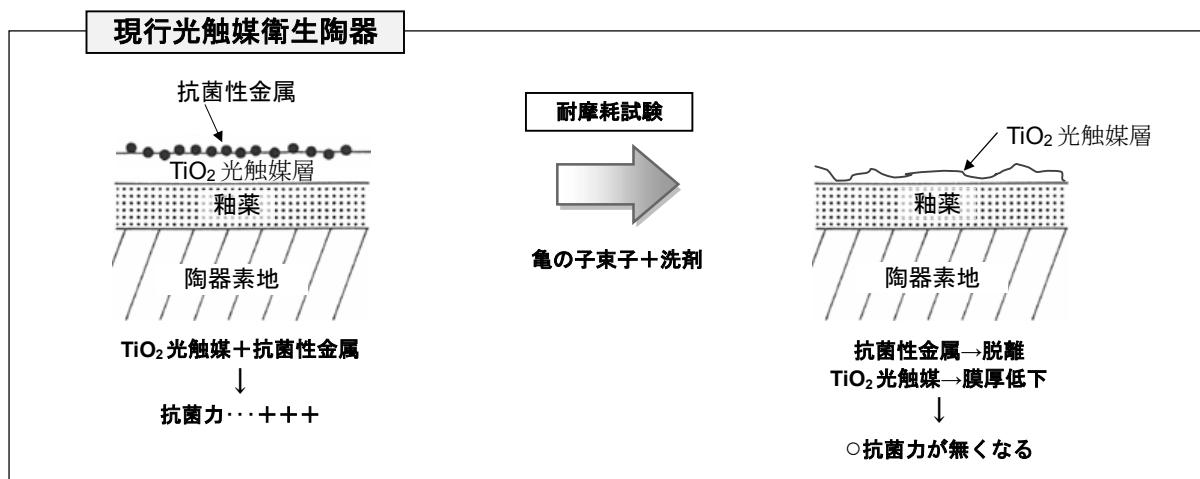 現行光触媒衛生陶器
抗菌性金属
TiO₂ 光触媒層
釉薬
陶器素地
TiO₂ 光触媒+抗菌性金属
↓
抗菌力···+++
耐摩耗試験
亀の子束子+洗剤
TiO₂ 光触媒層
釉薬
陶器素地
抗菌性金属→脱離
TiO₂ 光触媒→膜厚低下
↓
○抗菌力が無くなる